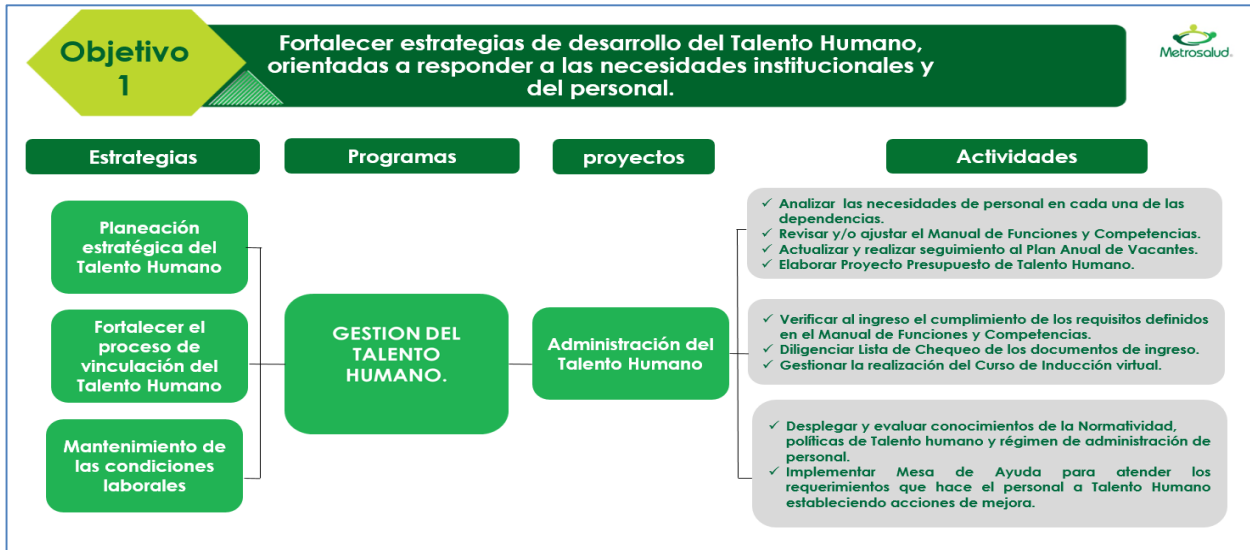 Objetivo
1
Fortalecer estrategias de desarrollo del Talento Humano,
orientadas a responder a las necesidades institucionales y
del personal.
Metrosalud
Estrategias
Programas
proyectos
Actividades
Planeación
estratégica del
Talento Humano
Fortalecer el
proceso de
vinculación del
Talento Humano
Mantenimiento de
las condiciones
laborales
GESTION DEL
TALENTO
HUMANO.
Administración del
Talento Humano
✓ Analizar las necesidades de personal en cada una de las
dependencias.
✓ Revisar y/o ajustar el Manual de Funciones y Competencias.
✓ Actualizar y realizar seguimiento al Plan Anual de Vacantes.
✓ Elaborar Proyecto Presupuesto de Talento Humano.
✓ Verificar al ingreso el cumplimiento de los requisitos definidos
en el Manual de Funciones y Competencias.
✓ Diligenciar Lista de Chequeo de los documentos de ingreso.
✓ Gestionar la realización del Curso de Inducción virtual.
✓ Desplegar y evaluar conocimientos de la Normatividad,
políticas de Talento humano y régimen de administración de
personal.
✓ Implementar Mesa de Ayuda para atender los
requerimientos que hace el personal a Talento Humano
estableciendo acciones de mejora.